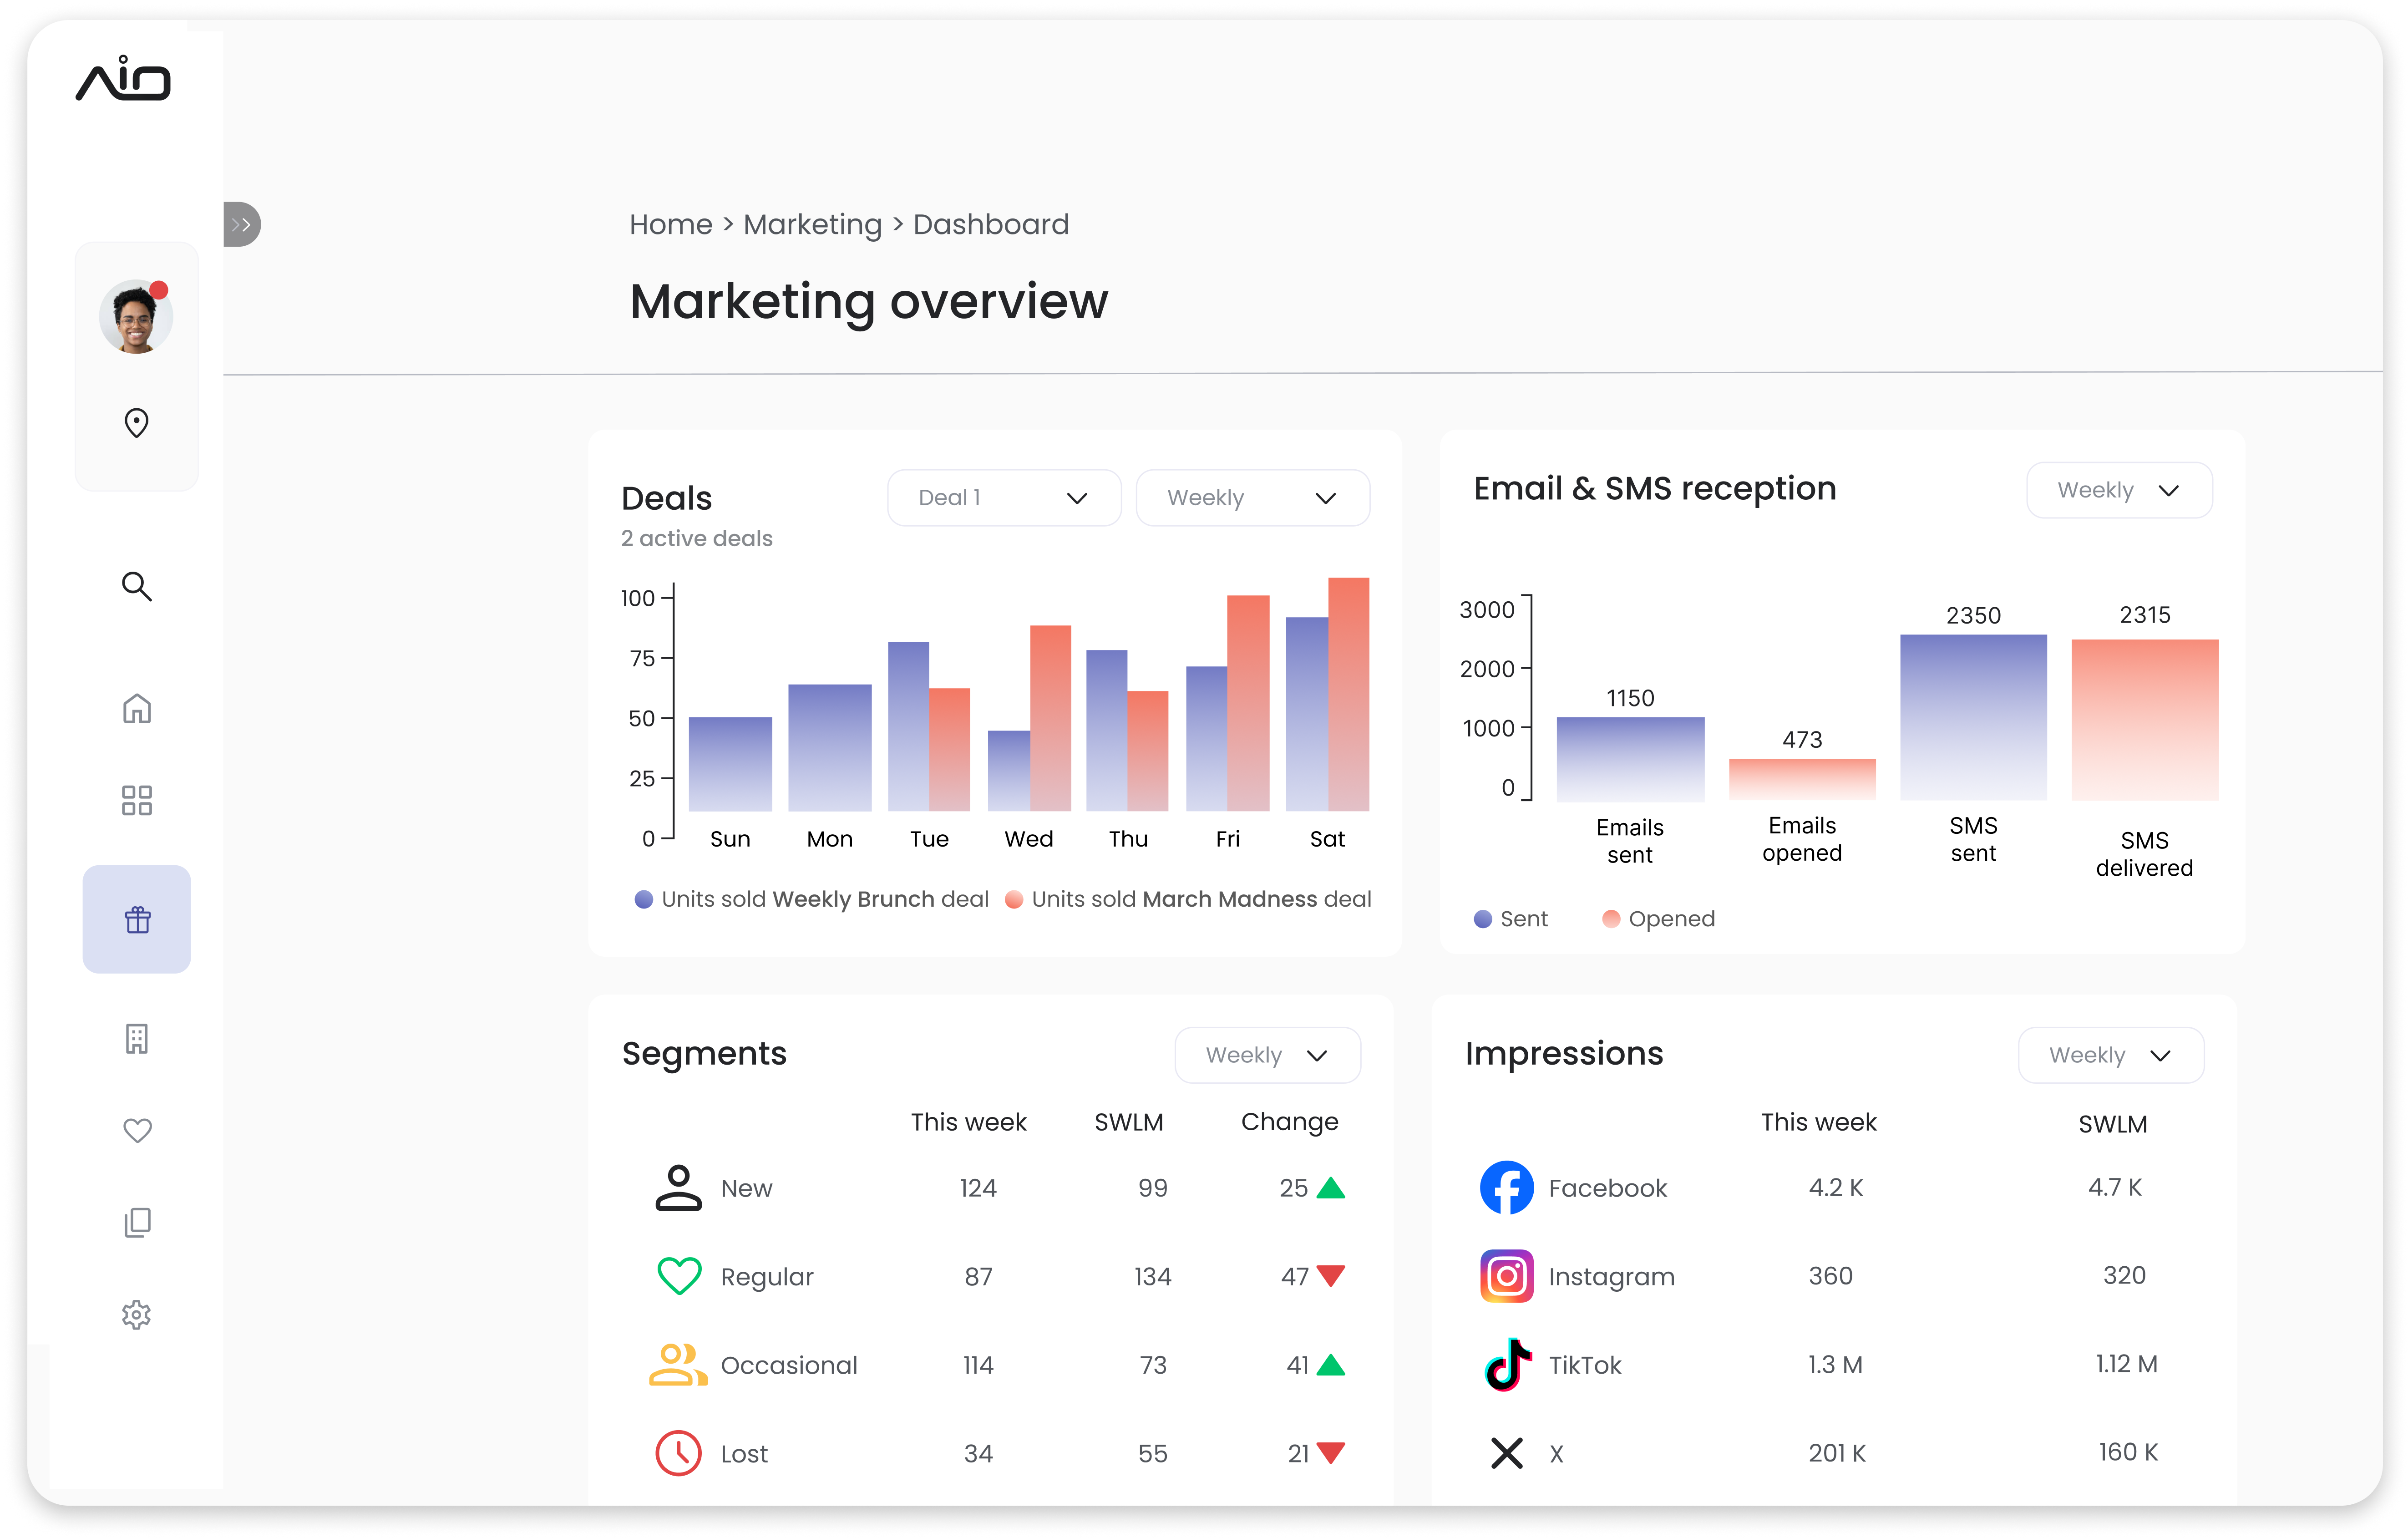 Aio
Home > Marketing > Dashboard
Marketing overview
Deals
2 active deals
Deal 1
Weekly
100
75
50
25
0
Sun Mon Tue Wed Thu Fri Sat
Units sold Weekly Brunch deal
Units sold March Madness deal
Email & SMS reception
Weekly
3000
2000
1000
0
1150
473
2350
2315
Emails
sent
Emails
opened
SMS
sent
SMS
delivered
Sent
Opened
Segments
Weekly
This week SWLM Change
New 124 99 25
Regular 87 134 47
Occasional 114 73 41
Lost 34 55 21
Impressions
Weekly
This week SWLM
Facebook 4.2 K 4.7 K
Instagram 360 320
TikTok 1.3 M 1.12 M
X 201 K 160 K